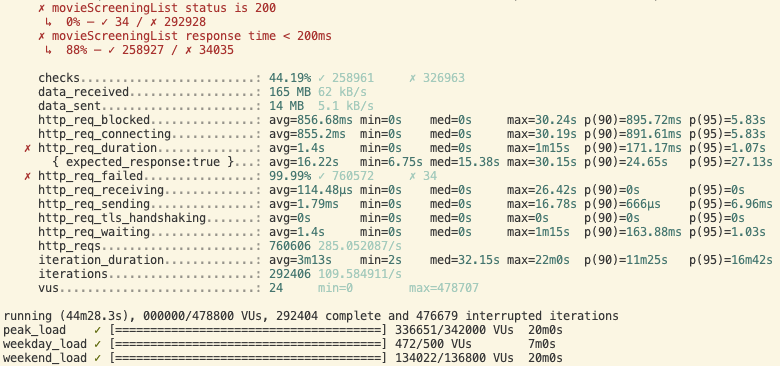 ✗ movieScreeningList status is 200
↳ 0% — ✓ 34 / ✗ 292928
✗ movieScreeningList response time < 200ms
↳ 88% — ✓ 258927 / ✗ 34035
checks.........................: 44.19% ✓ 258961 ✗ 326963
data_received..................: 165 MB 62 kB/s
data_sent......................: 14 MB 5.1 kB/s
http_req_blocked...............: avg=856.68ms min=0s med=0s max=30.24s p(90)=895.72ms p(95)=5.83s
http_req_connecting............: avg=855.2ms min=0s med=0s max=30.19s p(90)=891.61ms p(95)=5.83s
✗ http_req_duration..............: avg=1.4s min=0s med=0s max=1m15s p(90)=171.17ms p(95)=1.07s
{ expected_response:true }...: avg=16.22s min=6.75s med=15.38s max=30.15s p(90)=24.65s p(95)=27.13s
✗ http_req_failed................: 99.99% ✓ 760572 ✗ 34
http_req_receiving.............: avg=114.48µs min=0s med=0s max=26.42s p(90)=0s p(95)=0s
http_req_sending...............: avg=1.79ms min=0s med=0s max=16.78s p(90)=666µs p(95)=6.96ms
http_req_tls_handshaking.......: avg=0s min=0s med=0s max=0s p(90)=0s p(95)=0s
http_req_waiting...............: avg=1.4s min=0s med=0s max=1m15s p(90)=163.88ms p(95)=1.03s
http_reqs......................: 760606 285.052087/s
iteration_duration.............: avg=3m13s min=2s med=32.15s max=22m0s p(90)=11m25s p(95)=16m42s
iterations.....................: 292406 109.584911/s
vus............................: 24 min=0 max=478707
running (44m28.3s), 000000/478800 VUs, 292404 complete and 476679 interrupted iterations
peak_load ✓ [======================================] 336651/342000 VUs 20m0s
weekday_load ✓ [======================================] 472/500 VUs 7m0s
weekend_load ✓ [======================================] 134022/136800 VUs 20m0s